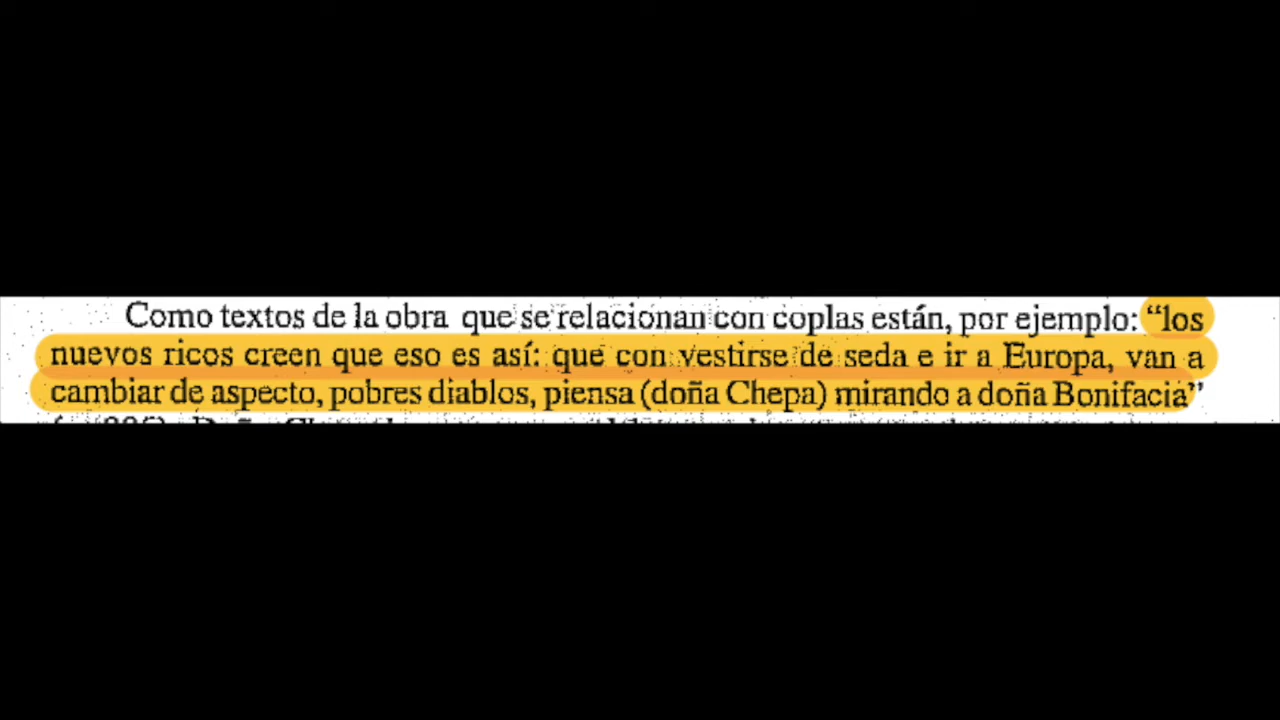 Como textos de la obra que se relacionan con coplas están, por ejemplo: “los
nuevos ricos creen que eso es así: que con vestirse de seda e ir a Europa, van a
cambiar de aspecto, pobres diablos, piensa (doña Chepa) mirando a doña Bonifacia”